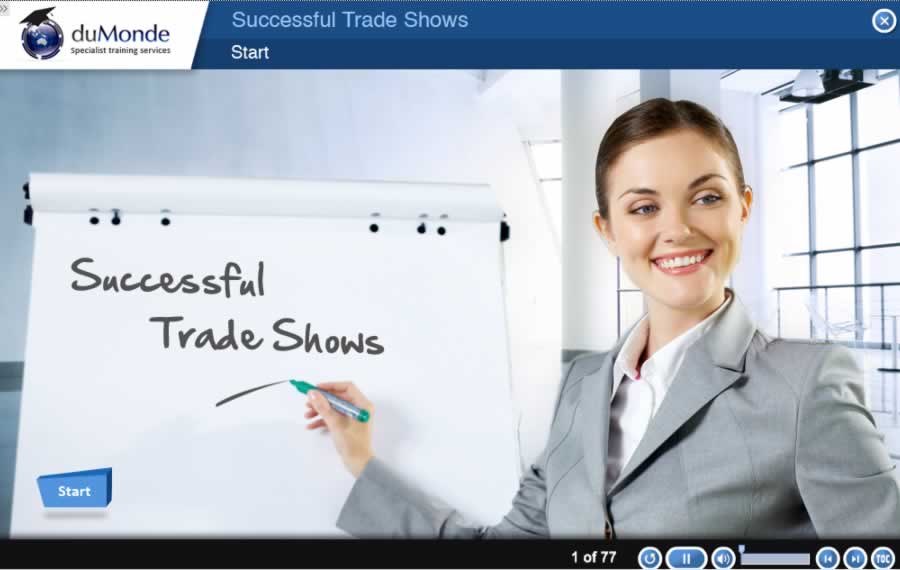 duMonde
Specialist training services
Successful Trade Shows
Start
Successful
Trade Shows
Start
1 of 77
TOC